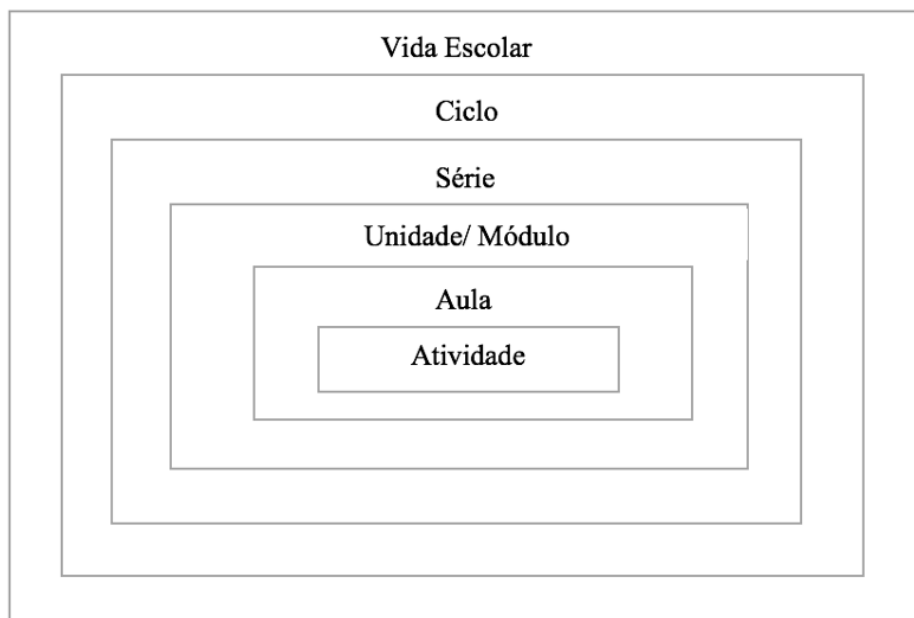 Vida Escolar
Ciclo
Série
Unidade/ Módulo
Aula
Atividade